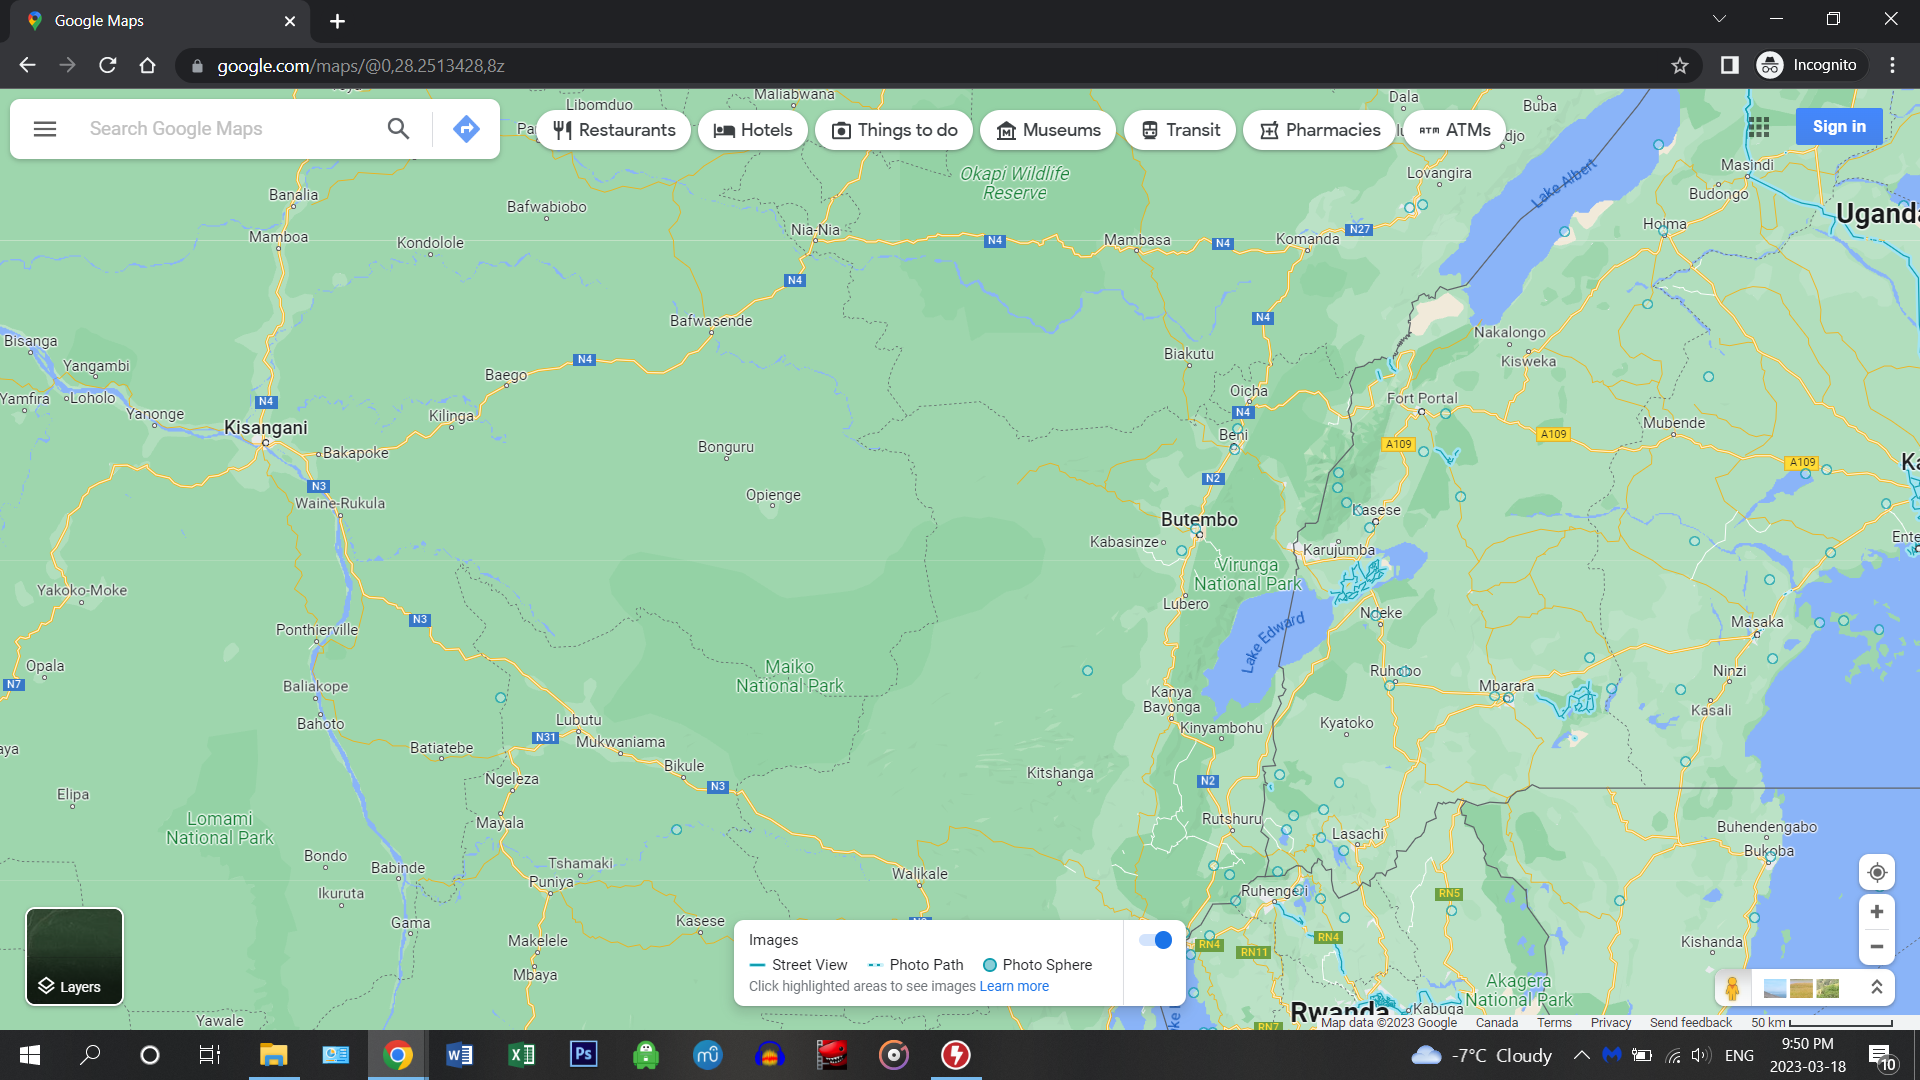 Google Maps
google.com/maps/@0,28.2513428,8z
Incognito
Search Google Maps
Restaurants
Hotels
Things to do
Museums
Transit
Pharmacies
ATMs
Sign in
Libomduo
Maliabwana
Dala
Buba
Okapi Wildlife
Reserve
Lovangira
Lake Albert
Masindi
Budongo
Uganda
Banalia
Bafwabiobo
Mamboa
Kondolole
Nia-Nia
N4
Mambasa
N4
Komanda
N27
Hoima
N4
Bafwasende
N4
Bisanga
Yangambi
N4
Baego
Biakutu
Nakalongo
Kisweka
Yamfira
Loholo
Yanonge
N4
Kilinga
Oicha
N4
Fort Portal
Kisangani
Bakapoke
Bonguru
Beni
A109
A109
Mubende
A109
N3
Waine-Rukula
Opienge
N2
Kasese
Butembo
Kabasinze
Karujumba
Virunga
National Park
Yakoko-Moke
Lubero
N3
Ponthierville
Lake Edward
Masaka
Opala
N7
Baliakope
Maiko
National Park
Mbarara
Ninzi
Kanya
Bayonga
Kasali
Bahoto
Lubutu
Kinyambohu
Kyatoko
Batiatebe
N31
Mukwaniama
Bikule
Kitshanga
Ngeleza
N3
N2
Elipa
Lomami
National Park
Mayala
Rutshuru
Lasachi
Buhendengabo
Bukoba
Bondo
Babinde
Tshamaki
Walikale
Puniya
Ikuruta
Ruhengeri
RN5
Gama
Kasese
Makelele
Mbaya
RN4
RN11
RN4
Kishanda
Akagera
National Park
Yawale
RN7
Rwanda
Kabuga
Layers
Images
Street View
Photo Path
Photo Sphere
Click highlighted areas to see images Learn more
Map data ©2023 Google
Canada
Terms
Privacy
Send feedback
50 km
-7°C Cloudy
ENG
9:50 PM
2023-03-18
10